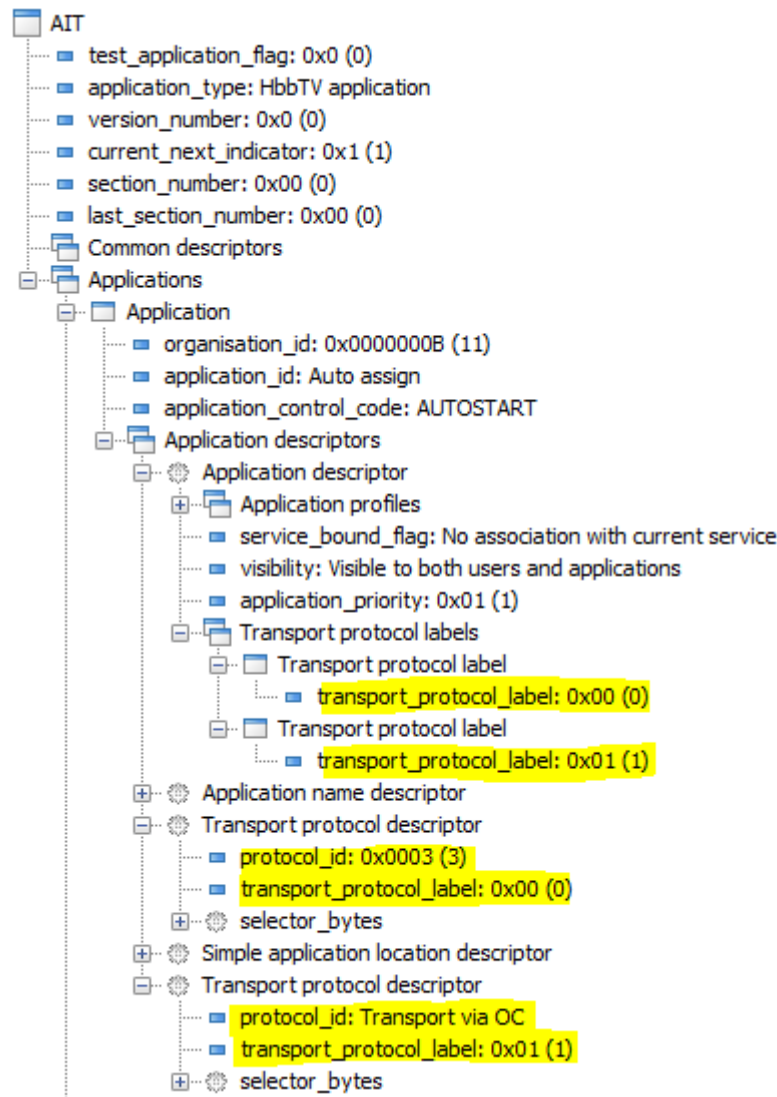 AIT
test_application_flag: 0x0 (0)
application_type: HbbTV application
version_number: 0x0 (0)
current_next_indicator: 0x1 (1)
section_number: 0x00 (0)
last_section_number: 0x00 (0)
Common descriptors
Applications
Application
organisation_id: 0x0000000B (11)
application_id: Auto assign
application_control_code: AUTOSTART
Application descriptors
Application descriptor
Application profiles
service_bound_flag: No association with current service
visibility: Visible to both users and applications
application_priority: 0x01 (1)
Transport protocol labels
Transport protocol label
transport_protocol_label: 0x00 (0)
Transport protocol label
transport_protocol_label: 0x01 (1)
Application name descriptor
Transport protocol descriptor
protocol_id: 0x0003 (3)
transport_protocol_label: 0x00 (0)
selector_bytes
Simple application location descriptor
Transport protocol descriptor
protocol_id: Transport via OC
transport_protocol_label: 0x01 (1)
selector_bytes